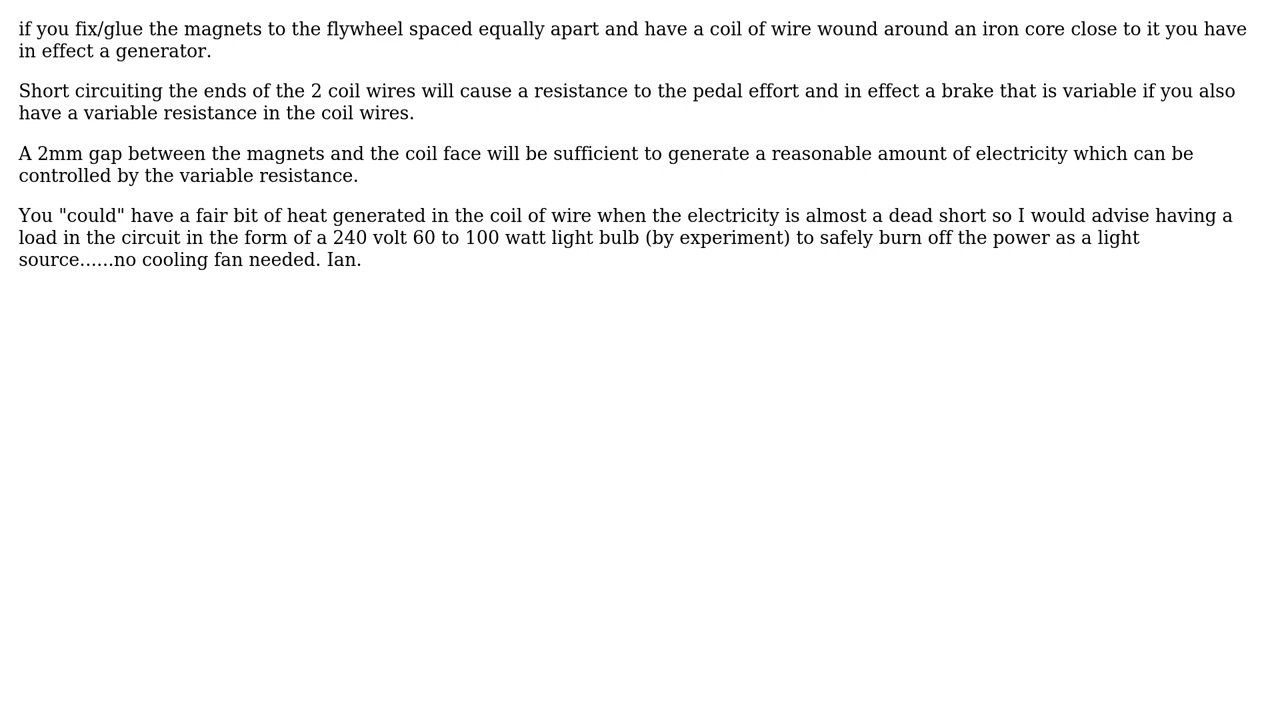 if you fix/glue the magnets to the flywheel spaced equally apart and have a coil of wire wound around an iron core close to it you have
in effect a generator.
Short circuiting the ends of the 2 coil wires will cause a resistance to the pedal effort and in effect a brake that is variable if you also
have a variable resistance in the coil wires.
A 2mm gap between the magnets and the coil face will be sufficient to generate a reasonable amount of electricity which can be
controlled by the variable resistance.
You "could" have a fair bit of heat generated in the coil of wire when the electricity is almost a dead short so I would advise having a
load in the circuit in the form of a 240 volt 60 to 100 watt light bulb (by experiment) to safely burn off the power as a light
source......no cooling fan needed. Ian.